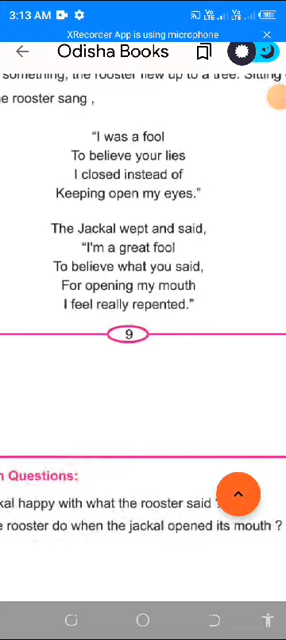 3:13 AM
XRecorder App is using microphone
Odisha Books
something, the rooster flew up to a tree. Sitting
e rooster sang ,
"I was a fool
To believe your lies
I closed instead of
Keeping open my eyes."
The Jackal wept and said,
"I'm a great fool
To believe what you said,
For opening my mouth
I feel really repented."
9
Questions:
kal happy with what the rooster said
e rooster do when the jackal opened its mouth ?